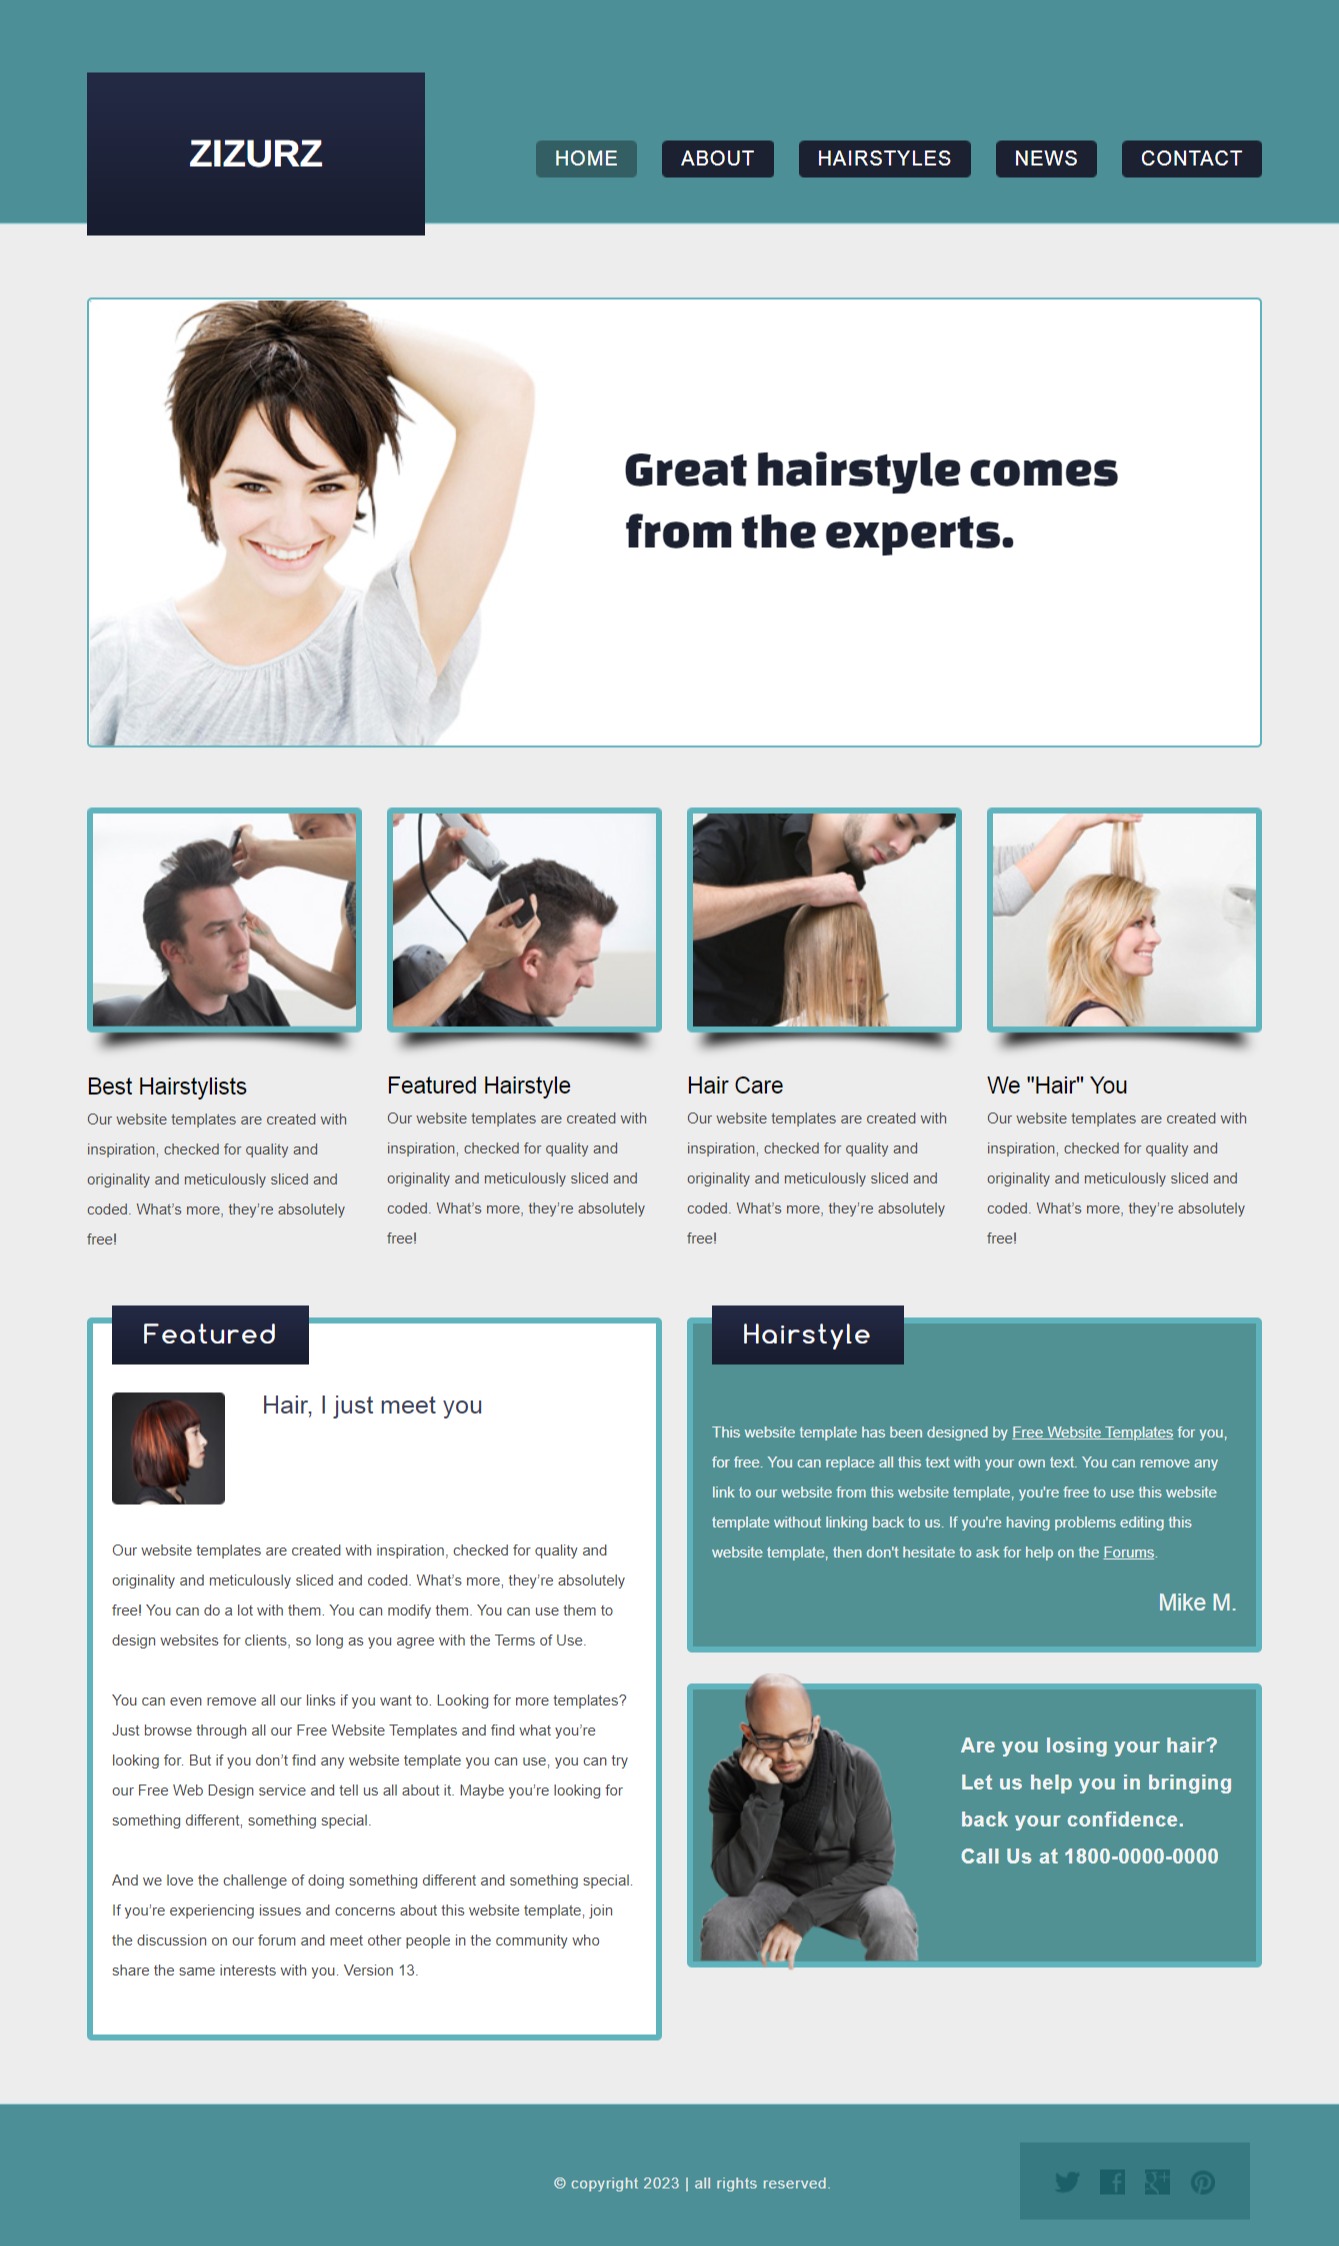 ZIZURZ
HOME
ABOUT
HAIRSTYLES
NEWS
CONTACT
Great hairstyle comes
from the experts.
Best Hairstylists
Our website templates are created with
inspiration, checked for quality and
originality and meticulously sliced and
coded. What’s more, they’re absolutely
free!
Featured Hairstyle
Our website templates are created with
inspiration, checked for quality and
originality and meticulously sliced and
coded. What’s more, they’re absolutely
free!
Hair Care
Our website templates are created with
inspiration, checked for quality and
originality and meticulously sliced and
coded. What’s more, they’re absolutely
free!
We "Hair" You
Our website templates are created with
inspiration, checked for quality and
originality and meticulously sliced and
coded. What’s more, they’re absolutely
free!
Featured
Hair, I just meet you
Our website templates are created with inspiration, checked for quality and
originality and meticulously sliced and coded. What’s more, they’re absolutely
free! You can do a lot with them. You can modify them. You can use them to
design websites for clients, so long as you agree with the Terms of Use.
You can even remove all our links if you want to. Looking for more templates?
Just browse through all our Free Website Templates and find what you’re
looking for. But if you don’t find any website template you can use, you can try
our Free Web Design service and tell us all about it. Maybe you’re looking for
something different, something special.
And we love the challenge of doing something different and something special.
If you’re experiencing issues and concerns about this website template, join
the discussion on our forum and meet other people in the community who
share the same interests with you. Version 13.
Hairstyle
This website template has been designed by Free Website Templates for you,
for free. You can replace all this text with your own text. You can remove any
link to our website from this website template, you're free to use this website
template without linking back to us. If you're having problems editing this
website template, then don't hesitate to ask for help on the Forums.
Mike M.
Are you losing your hair?
Let us help you in bringing
back your confidence.
Call Us at 1800-0000-0000
© copyright 2023 | all rights reserved.